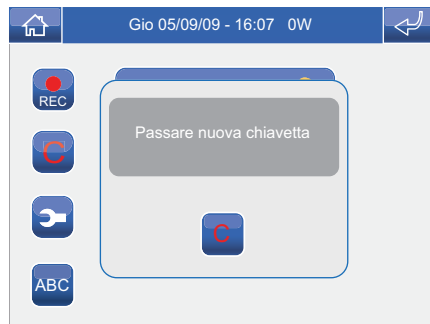 Gio 05/09/09 - 16:07 0W
REC
Passare nuova chiavetta
C
C
ABC